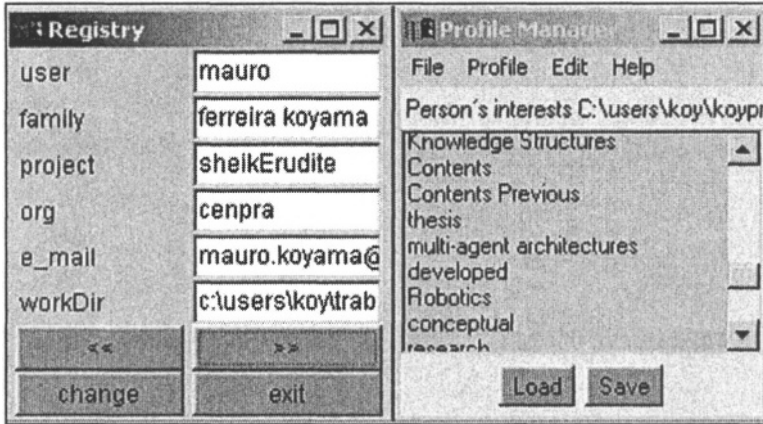 Registry
user mauro
family ferreira koyama
project sheikErudite
org cenpra
e_mail mauro.koyama@
workDir c:\users\koy\trab
<< >>
change exit
Profile Manager
File Profile Edit Help
Person´s interests C:\users\koy\koypr
Knowledge Structures
Contents
Contents Previous
thesis
multi-agent architectures
developed
Robotics
conceptual
research
Load Save